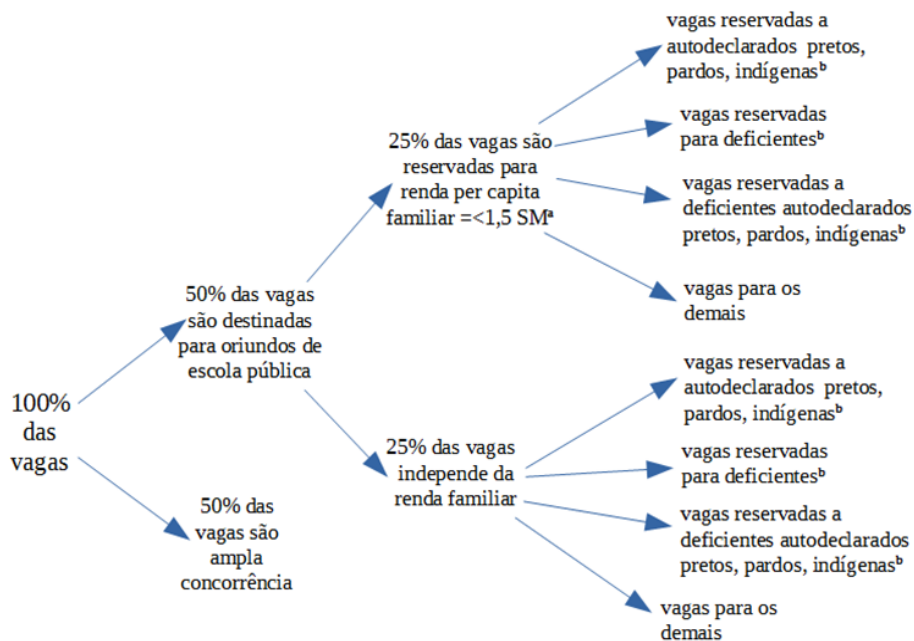 100%
das
vagas
50% das vagas
são destinadas
para oriundos de
escola pública
50% das
vagas são
ampla
concorrência
25% das vagas são
reservadas para
renda per capita
familiar =<1,5 SMª
vagas reservadas a
autodeclarados pretos,
pardos, indígenasᵇ
vagas reservadas
para deficientesᵇ
vagas reservadas a
deficientes autodeclarados
pretos, pardos, indígenasᵇ
vagas para os
demais
25% das vagas
independe da
renda familiar
vagas reservadas a
autodeclarados pretos,
pardos, indígenasᵇ
vagas reservadas
para deficientesᵇ
vagas reservadas a
deficientes autodeclarados
pretos, pardos, indígenasᵇ
vagas para os
demais